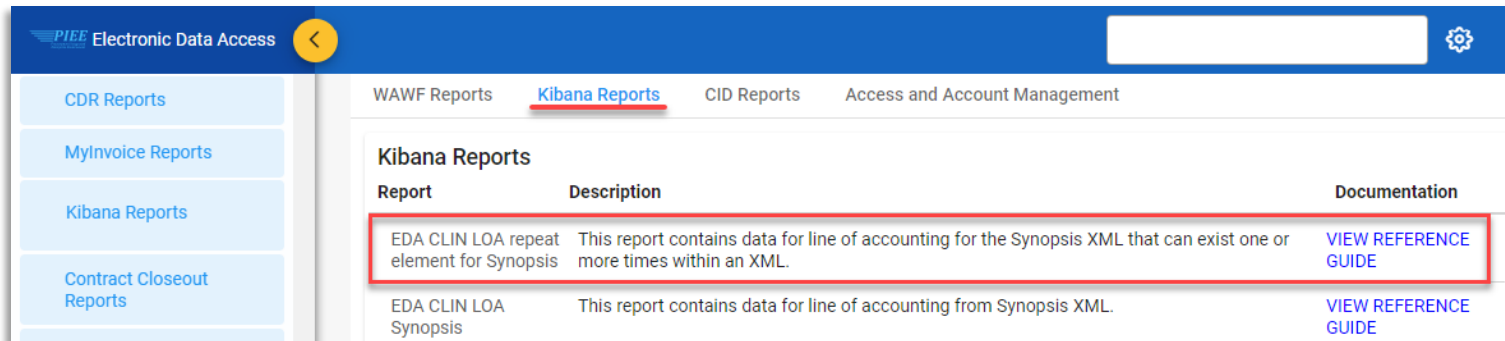 PIEE Electronic Data Access
CDR Reports
MyInvoice Reports
Kibana Reports
Contract Closeout
Reports
WAWF Reports Kibana Reports CID Reports Access and Account Management
Kibana Reports
Report Description Documentation
EDA CLIN LOA repeat This report contains data for line of accounting for the Synopsis XML that can exist one or VIEW REFERENCE
element for Synopsis more times within an XML. GUIDE
EDA CLIN LOA This report contains data for line of accounting from Synopsis XML. VIEW REFERENCE
Synopsis GUIDE